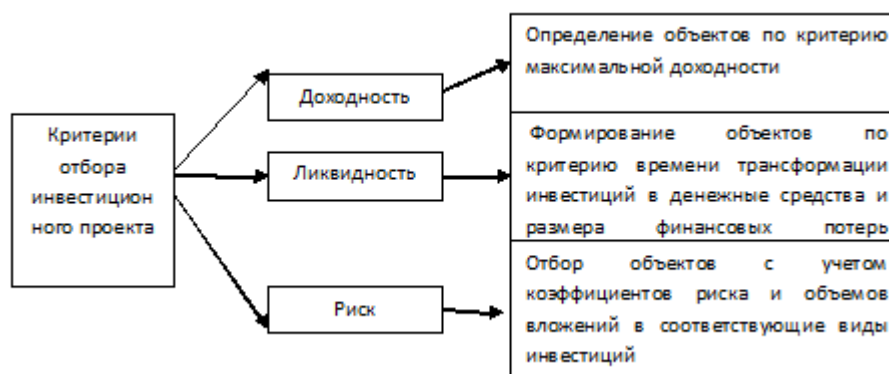 Критерии
отбора
инвестицион
ного проекта
Доходность
Определение объектов по критерию
максимальной доходности
Ликвидность
Формирование объектов по
критерию времени трансформации
инвестиций в денежные средства и
размера финансовых потерь
Риск
Отбор объектов с учетом
коэффициентов риска и объемов
вложений в соответствующие виды
инвестиций